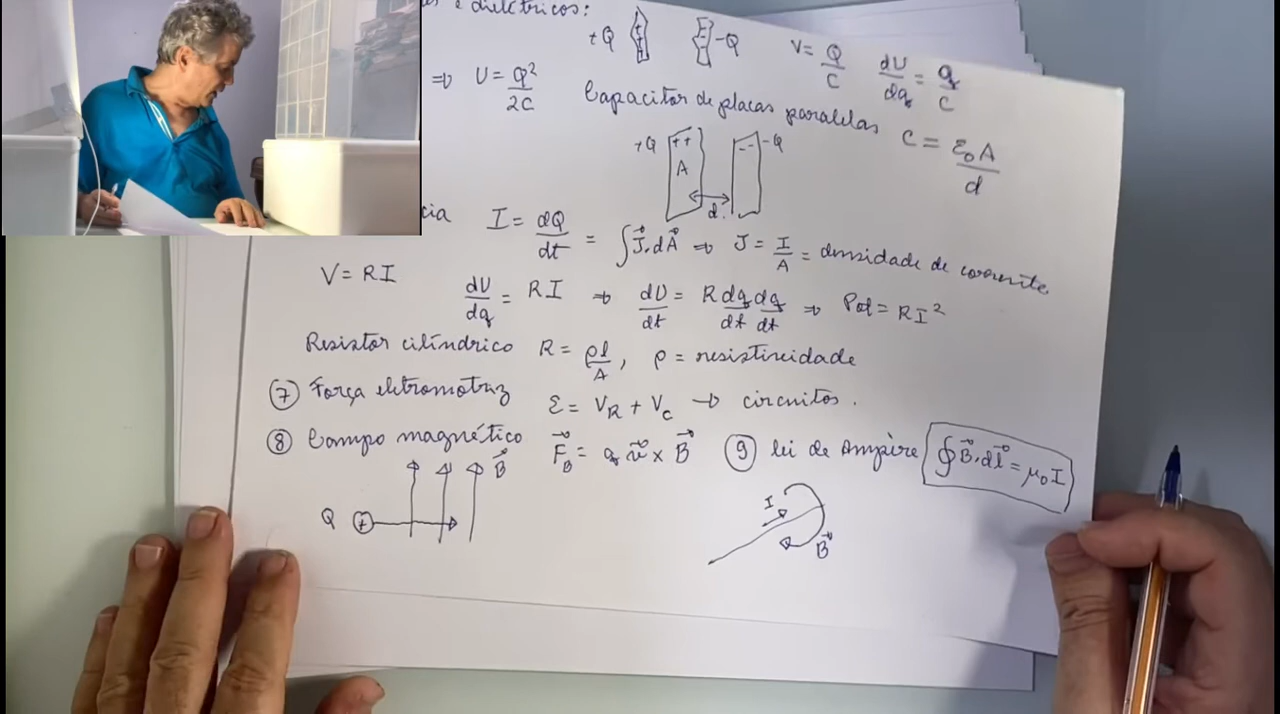 e dielétricos:
+Q +++ -Q V = Q/C dU/dq = q/C
⇒ U = Q²/2C Capacitor de placas paralelas
+Q ++ A d -- -Q C = ε₀A/d
cia I = dQ/dt = ∫J⃗.dA⃗ ⇒ J = I/A = densidade de corrente
V = RI dU/dq = RI ⇒ dU/dt = R dq/dt dq/dt ⇒ Pot = RI²
Resistor cilíndrico R = ρl/A, ρ = resistividade
⑦ Força eletromotriz ε = V_R + V_C → circuitos.
⑧ Campo magnético F⃗_B = q v⃗ x B⃗ ⑨ lei de Ampère ∮B⃗.dl⃗ = μ₀I
Q + B⃗
I B⃗